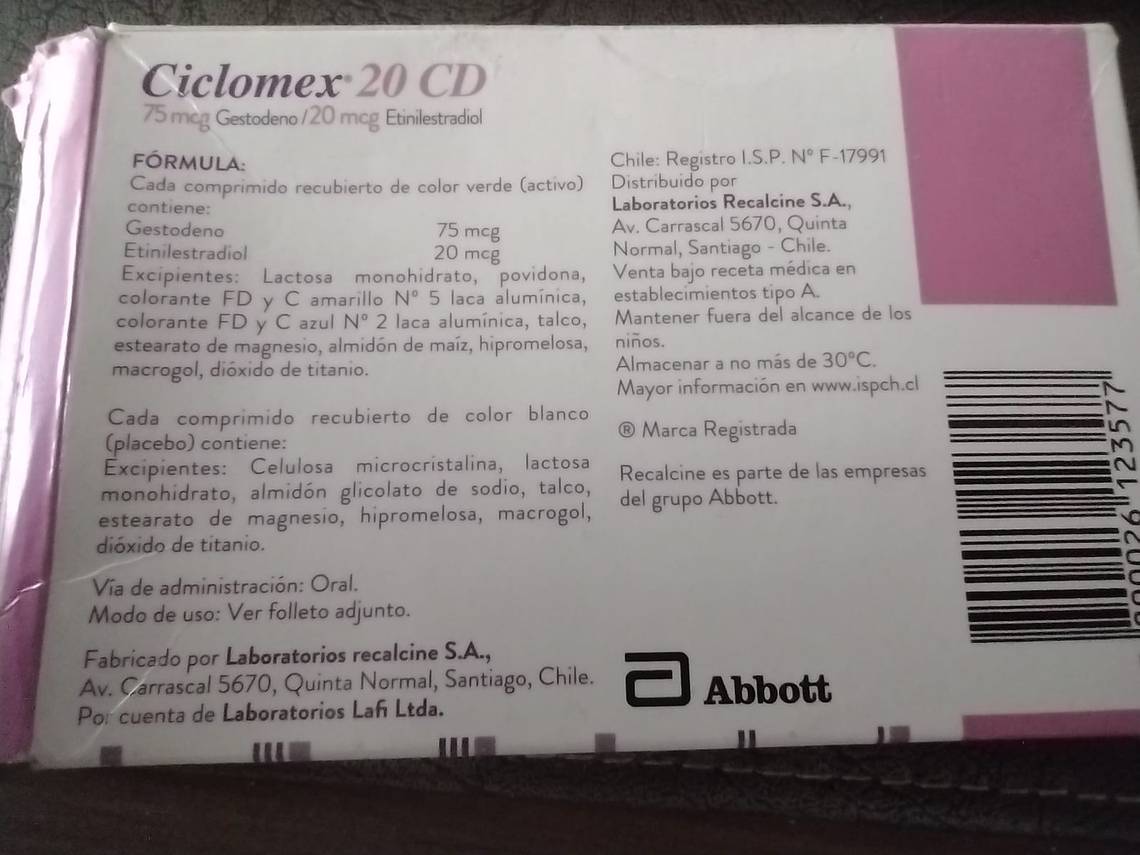 Ciclomex® 20 CD
75 mcg Gestodeno / 20 mcg Etinilestradiol
FÓRMULA:
Cada comprimido recubierto de color verde (activo)
contiene:
Gestodeno 75 mcg
Etinilestradiol 20 mcg
Excipientes: Lactosa monohidrato, povidona,
colorante FD y C amarillo Nº 5 laca alumínica,
colorante FD y C azul Nº 2 laca alumínica, talco,
estearato de magnesio, almidón de maíz, hipromelosa,
macrogol, dióxido de titanio.
Cada comprimido recubierto de color blanco
(placebo) contiene:
Excipientes: Celulosa microcristalina, lactosa
monohidrato, almidón glicolato de sodio, talco,
estearato de magnesio, hipromelosa, macrogol,
dióxido de titanio.
Vía de administración: Oral.
Modo de uso: Ver folleto adjunto.
Fabricado por Laboratorios recalcine S.A.,
Av. Carrascal 5670, Quinta Normal, Santiago, Chile.
Por cuenta de Laboratorios Lafi Ltda.
Chile: Registro I.S.P. Nº F-17991
Distribuido por
Laboratorios Recalcine S.A.,
Av. Carrascal 5670, Quinta
Normal, Santiago - Chile.
Venta bajo receta médica en
establecimientos tipo A.
Mantener fuera del alcance de los
niños.
Almacenar a no más de 30°C.
Mayor información en www.ispch.cl
® Marca Registrada
Recalcine es parte de las empresas
del grupo Abbott.
Abbott
123577